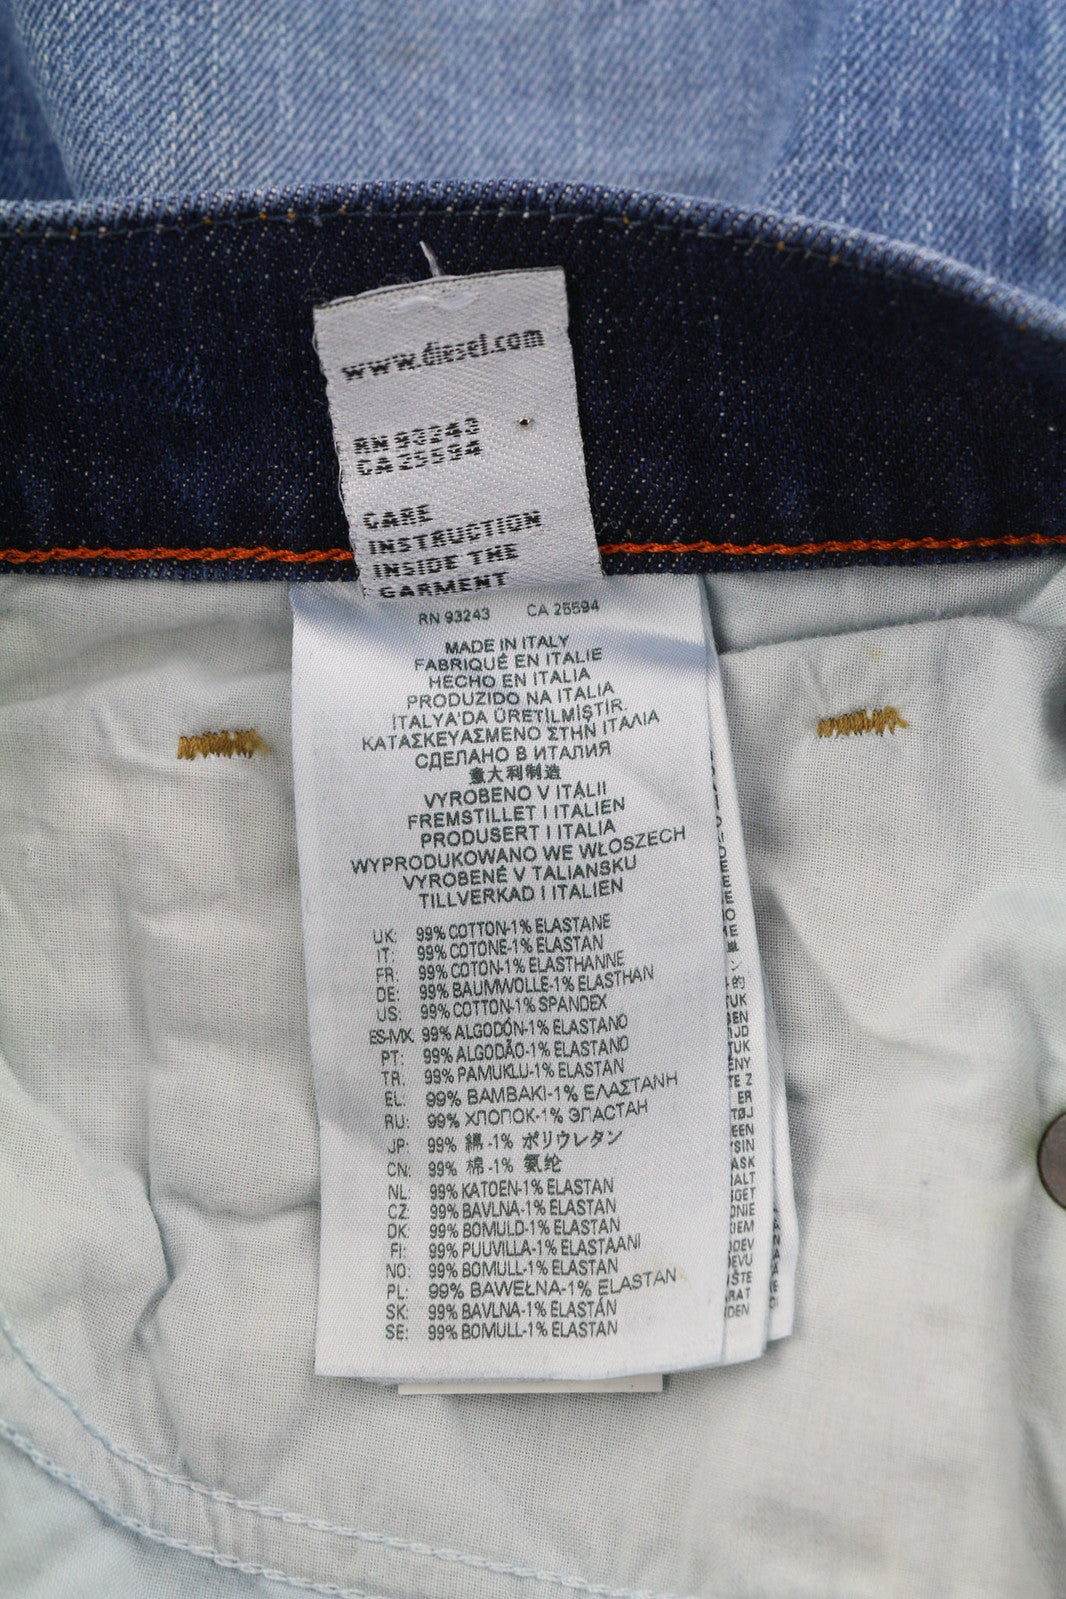 www.diesel.com
RN 93243
CA 25594
CARE
INSTRUCTION
INSIDE THE
GARMENT
RN 93243 CA 25594
MADE IN ITALY
FABRIQUÉ EN ITALIE
HECHO EN ITALIA
PRODUZIDO NA ITALIA
İTALYA'DA ÜRETİLMİŞTİR.
ΚΑΤΑΣΚΕΥΑΣΜΕΝΟ ΣΤΗΝ ΙΤΑΛΙΑ
СДЕЛАНО В ИТАЛИЯ
意大利制造
VYROBENO V ITÁLII
FREMSTILLET I ITALIEN
PRODUSERT I ITALIA
WYPRODUKOWANO WE WŁOSZECH
VYROBENÉ V TALIANSKU
TILLVERKAD I ITALIEN
UK: 99% COTTON-1% ELASTANE
IT: 99% COTONE-1% ELASTAN
FR: 99% COTON-1% ELASTHANNE
DE: 99% BAUMWOLLE-1% ELASTHAN
US: 99% COTTON-1% SPANDEX
ES-MX: 99% ALGODÓN-1% ELASTANO
PT: 99% ALGODÃO-1% ELASTANO
TR: 99% PAMUKLU-1% ELASTAN
EL: 99% ΒΑΜΒΑΚΙ-1% ΕΛΑΣΤΑΝΗ
RU: 99% ХЛОПОК-1% ЭЛАСТАН
JP: 99% 綿 -1% ポリウレタン
CN: 99% 棉 -1% 氨纶
NL: 99% KATOEN-1% ELASTAN
CZ: 99% BAVLNA-1% ELASTAN
DK: 99% BOMULD-1% ELASTAN
FI: 99% PUUVILLA-1% ELASTAANI
NO: 99% BOMULL-1% ELASTAN
PL: 99% BAWEŁNA-1% ELASTAN
SK: 99% BAVLNA-1% ELASTÁN
SE: 99% BOMULL-1% ELASTAN